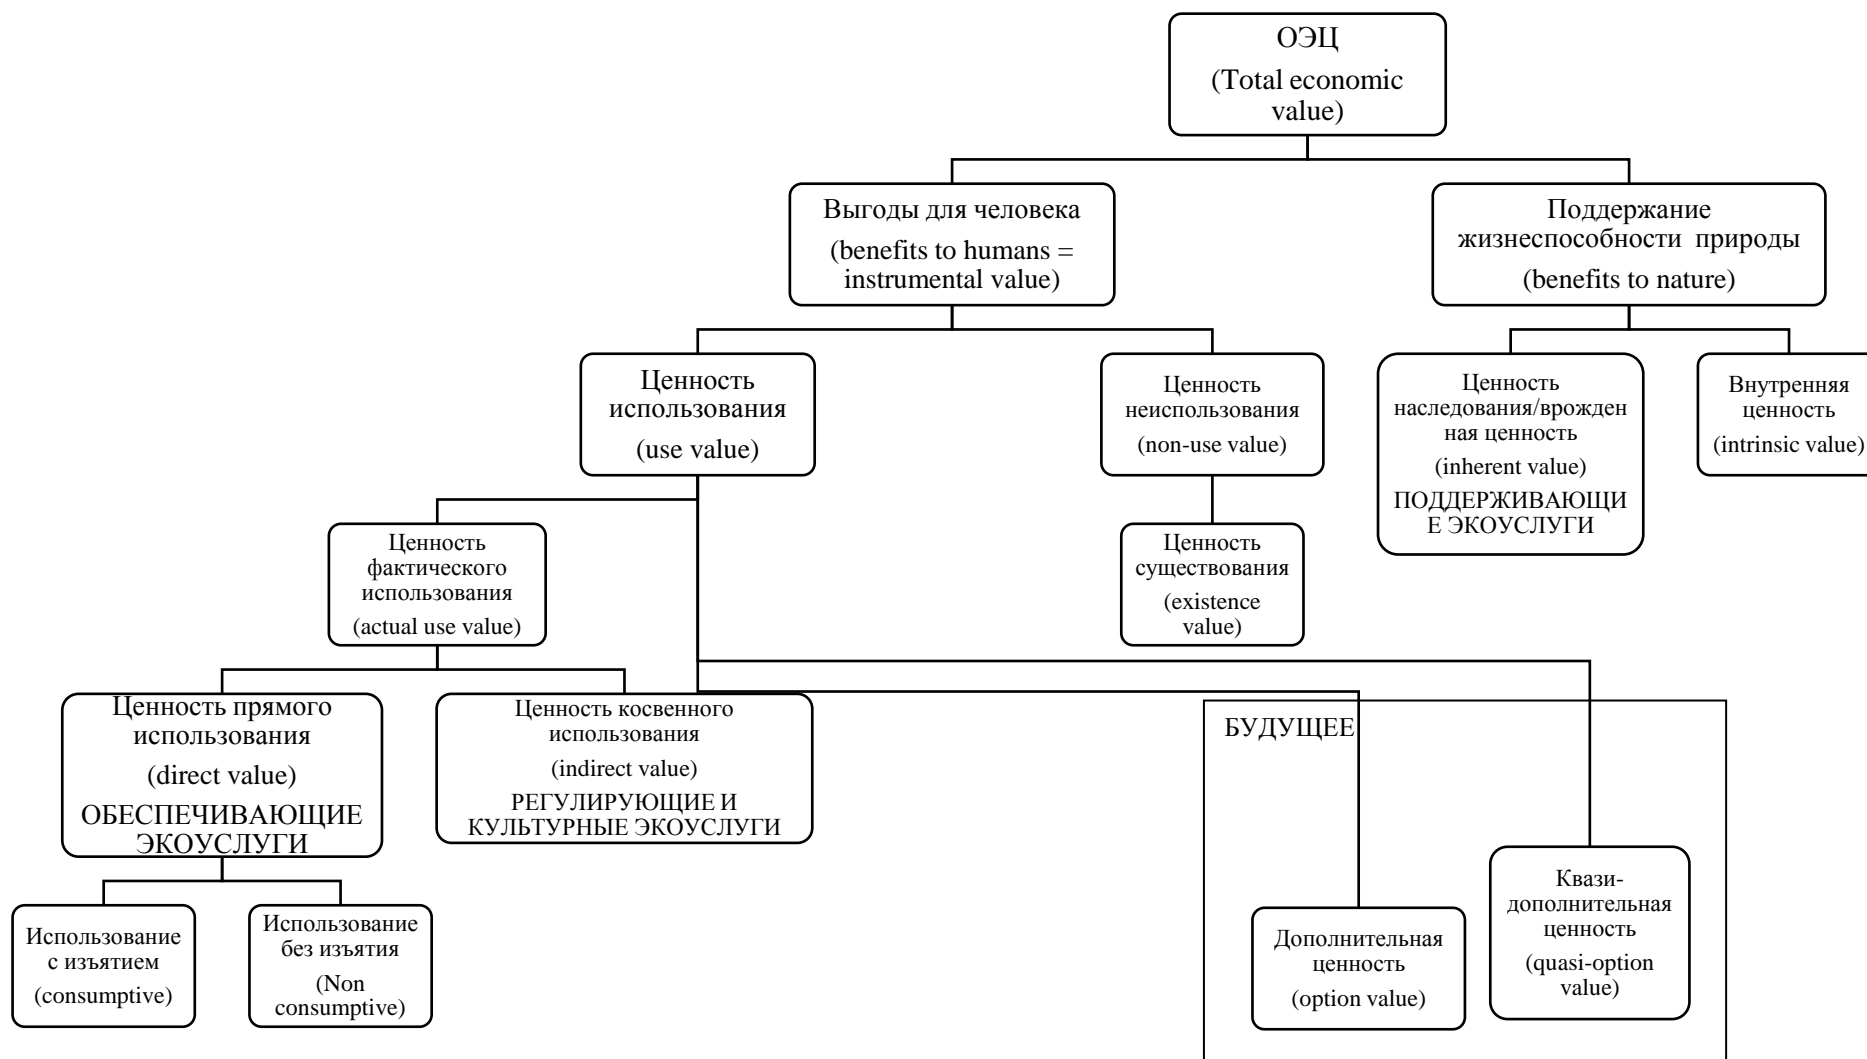 ОЭЦ
(Total economic
value)
Выгоды для человека
(benefits to humans =
instrumental value)
Поддержание
жизнеспособности природы
(benefits to nature)
Ценность
использования
(use value)
Ценность
неиспользования
(non-use value)
Ценность
наследования/врожден
ная ценность
(inherent value)
ПОДДЕРЖИВАЮЩИ
Е ЭКОУСЛУГИ
Внутренняя
ценность
(intrinsic value)
Ценность
фактического
использования
(actual use value)
Ценность
существования
(existence
value)
Ценность прямого
использования
(direct value)
ОБЕСПЕЧИВАЮЩИЕ
ЭКОУСЛУГИ
Ценность косвенного
использования
(indirect value)
РЕГУЛИРУЮЩИЕ И
КУЛЬТУРНЫЕ ЭКОУСЛУГИ
БУДУЩЕЕ
Использование
с изъятием
(consumptive)
Использование
без изъятия
(Non
consumptive)
Дополнительная
ценность
(option value)
Квази-
дополнительная
ценность
(quasi-option
value)